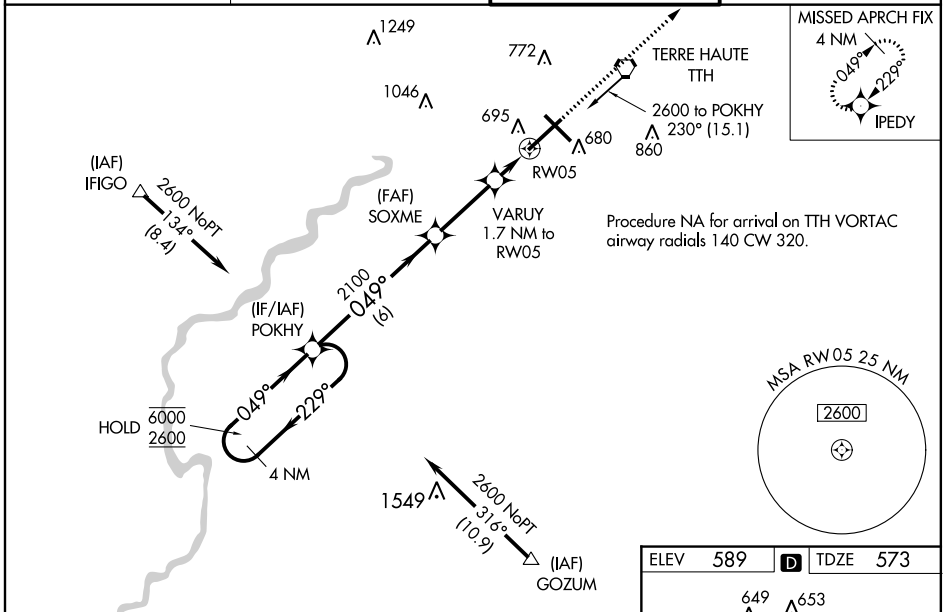 1249
772
1046
695
680
860
TERRE HAUTE
TTH
2600 to POKHY
230° (15.1)
RW05
MISSED APRCH FIX
4 NM
049°
229°
IPEDY
(IAF)
IFIGO
2600 NoPT
134°
(8.4)
(FAF)
SOXME
VARUY
1.7 NM to
RW05
Procedure NA for arrival on TTH VORTAC
airway radials 140 CW 320.
2100
049°
(6)
(IF/IAF)
POKHY
049°
229°
HOLD
6000
2600
4 NM
1549
2600 NoPT
316°
(10.9)
(IAF)
GOZUM
MSA RW05 25 NM
2600
ELEV 589 D TDZE 573
649
653